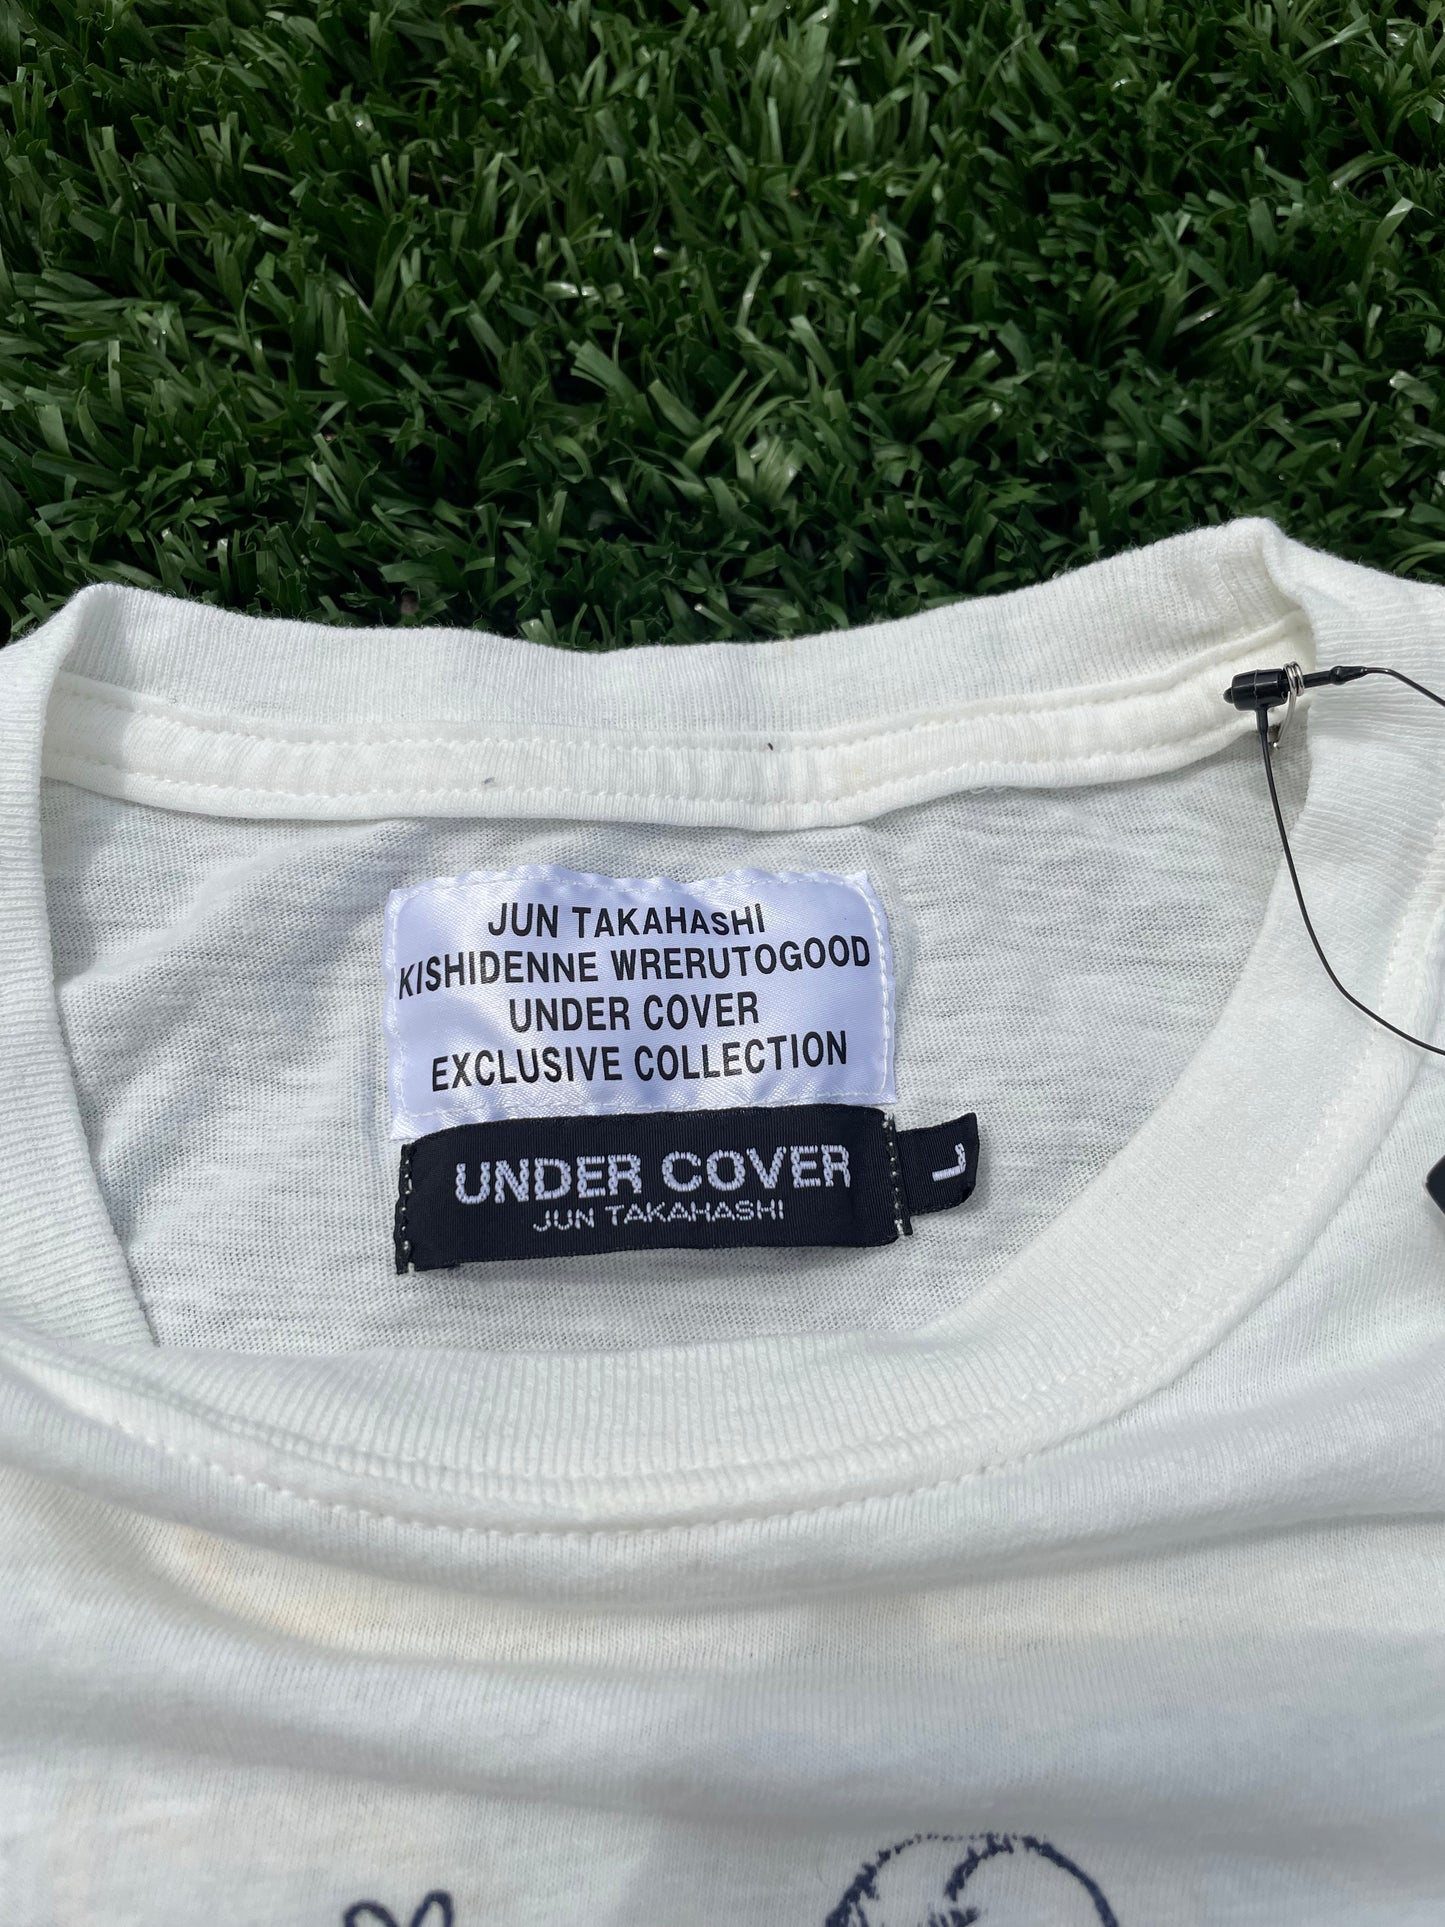 JUN TAKAHASHI
KISHIDENNE WRERUTOGOOD
UNDER COVER
EXCLUSIVE COLLECTION
UNDER COVER
JUN TAKAHASHI
L